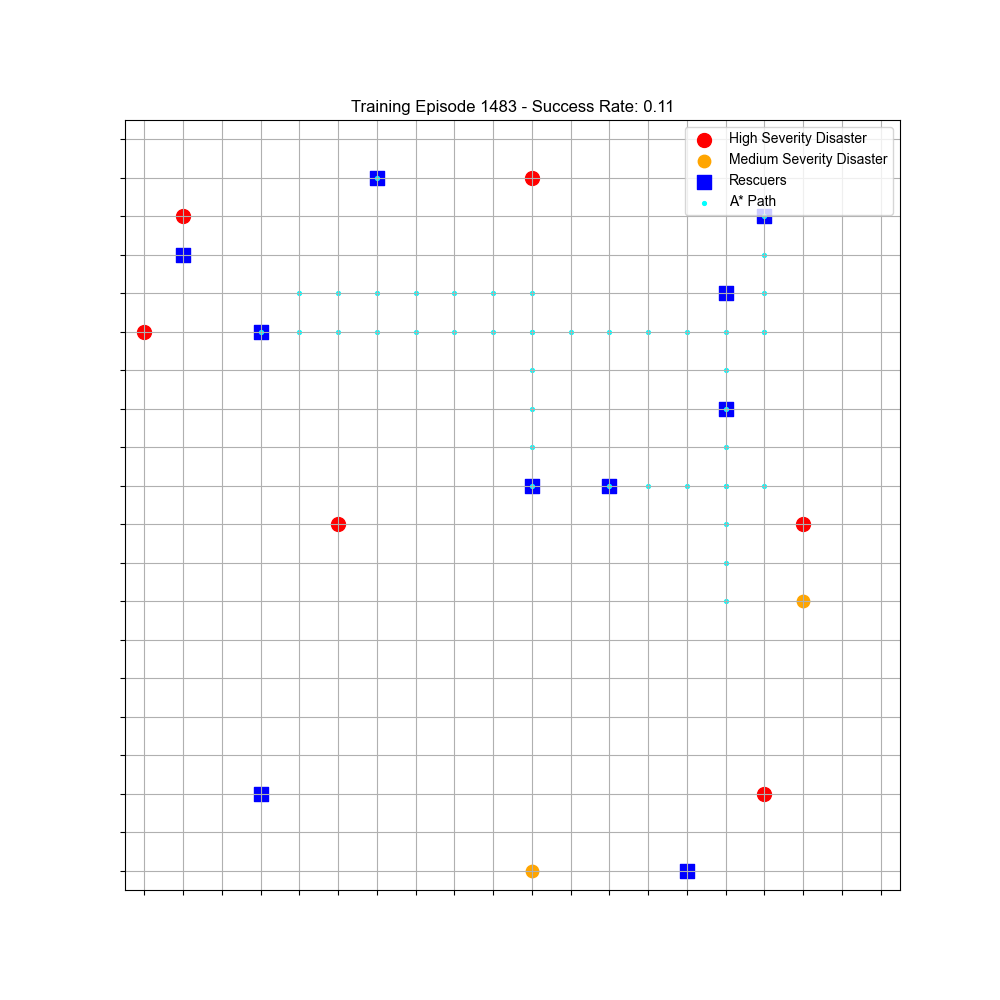 Training Episode 1483 - Success Rate: 0.11
High Severity Disaster
Medium Severity Disaster
Rescuers
A* Path